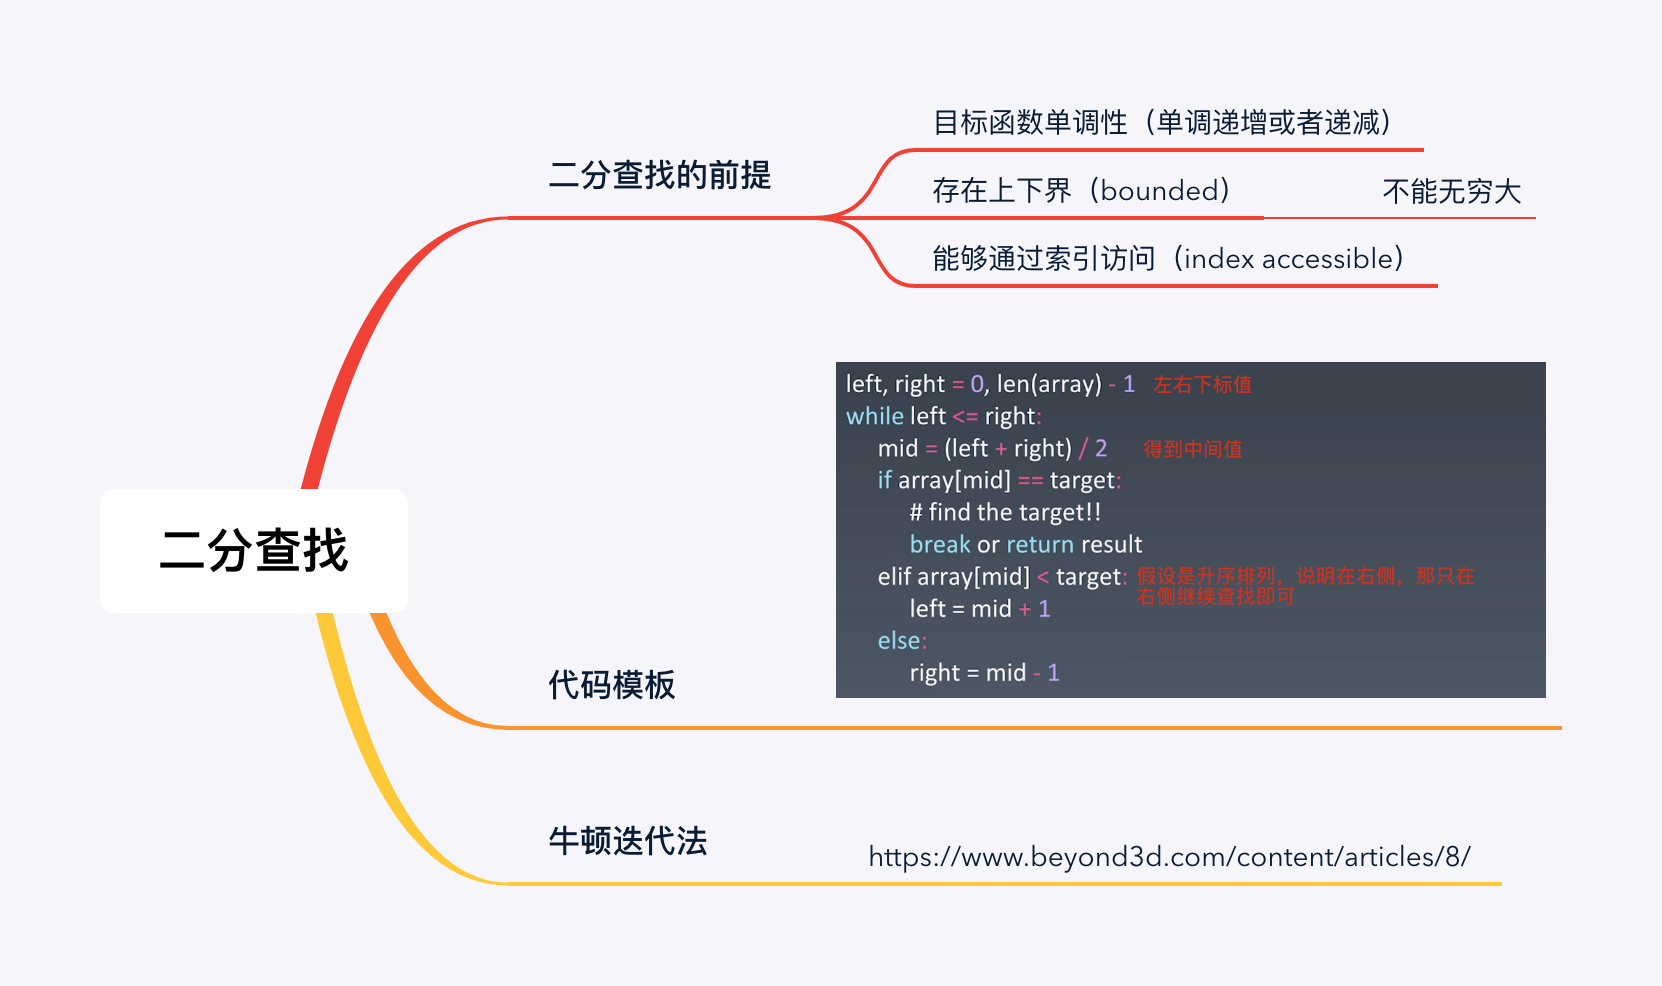 二分查找
二分查找的前提
目标函数单调性（单调递增或者递减）
存在上下界（bounded）
不能无穷大
能够通过索引访问（index accessible）
代码模板
left, right = 0, len(array) - 1 左右下标值
while left <= right:
mid = (left + right) / 2 得到中间值
if array[mid] == target:
# find the target!!
break or return result
elif array[mid] < target: 假设是升序排列，说明在右侧，那只在
右侧继续查找即可
left = mid + 1
else:
right = mid - 1
牛顿迭代法
https://www.beyond3d.com/content/articles/8/